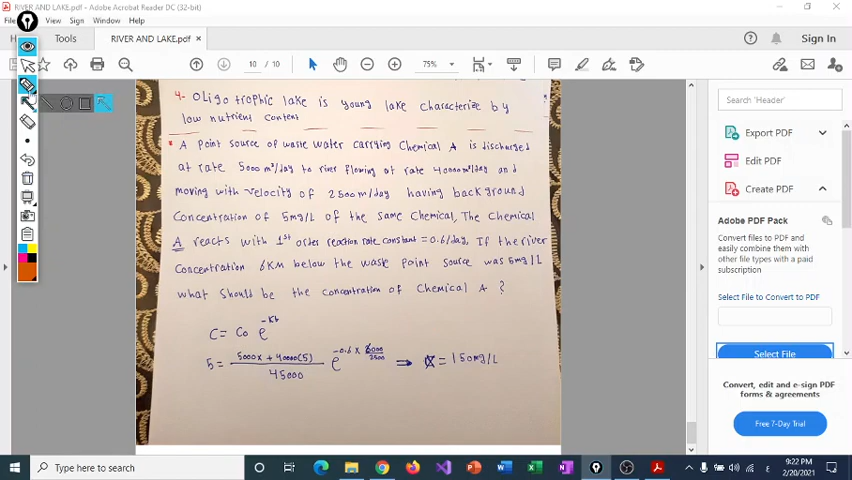 RIVER AND LAKE.pdf - Adobe Acrobat Reader DC (32-bit)
File View Sign Window Help
Tools RIVER AND LAKE.pdf × Sign In
10 / 10 75%
4- Oligo trophic lake is young lake characterize by
low nutrient content
A point source of waste water carrying Chemical A is discharged
at rate 5000 m³/day to river flowing at rate 40000m³/day and
moving with velocity of 2500m/day having background
Concentration of 5mg/L of the same Chemical, The Chemical
A reacts with 1st order reaction rate constant = 0.6/day, If the river
Concentration 6KM below the waste point source was 5mg/L
what should be the concentration of Chemical A ?
C = Co e^-Kt
5 = 5000x + 40000(5) / 45000 e^-0.6 × 6000/2500 ⇒ X = 150mg/L
Search 'Header'
Export PDF
Edit PDF
Create PDF
Adobe PDF Pack
Convert files to PDF and
easily combine them with
other file types with a paid
subscription
Select File to Convert to PDF
Select File
Convert, edit and e-sign PDF
forms & agreements
Free 7-Day Trial
Type here to search
9:22 PM
2/20/2021